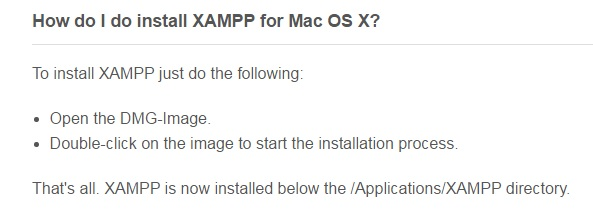 How do I do install XAMPP for Mac OS X?
To install XAMPP just do the following:
• Open the DMG-Image.
• Double-click on the image to start the installation process.
That's all. XAMPP is now installed below the /Applications/XAMPP directory.